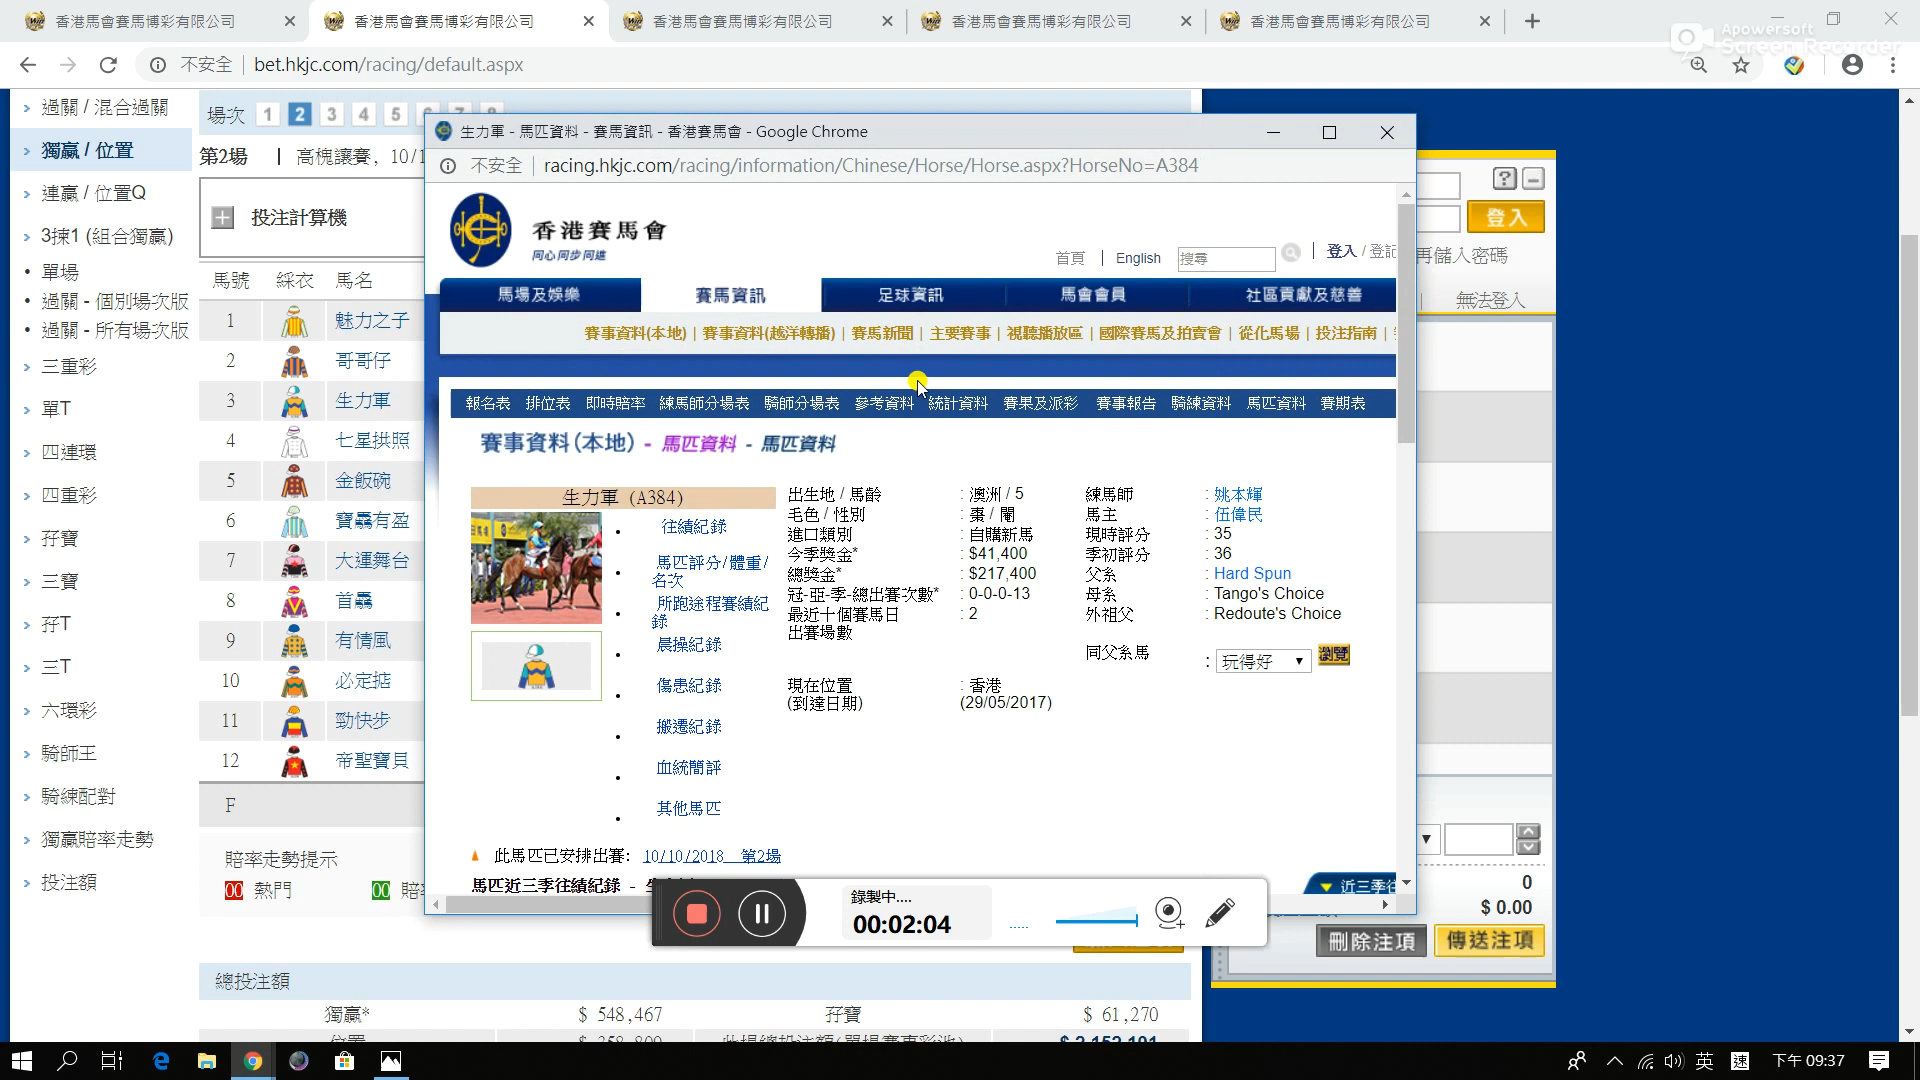 香港馬會賽馬博彩有限公司
香港馬會賽馬博彩有限公司
香港馬會賽馬博彩有限公司
香港馬會賽馬博彩有限公司
香港馬會賽馬博彩有限公司
Apowersoft
Screen Recorder
不安全
bet.hkjc.com/racing/default.aspx
過關 / 混合過關
獨贏 / 位置
連贏 / 位置Q
3揀1 (組合獨贏)
單場
過關 - 個別場次版
過關 - 所有場次版
三重彩
單T
四連環
四重彩
孖寶
三寶
孖T
三T
六環彩
騎師王
騎練配對
獨贏賠率走勢
投注額
場次 1 2 3 4 5
第2場 | 高槐讓賽, 10/1
投注計算機
馬號 綵衣 馬名
1 魅力之子
2 哥哥仔
3 生力軍
4 七星拱照
5 金飯碗
6 寶驫有盈
7 大運舞台
8 首驫
9 有情風
10 必定掂
11 勁快步
12 帝聖寶貝
F
賠率走勢提示
00 熱門 00 賠
總投注額
獨贏* $ 548,467 孖寶 $ 61,270
生力軍 - 馬匹資料 - 賽馬資訊 - 香港賽馬會 - Google Chrome
不安全 racing.hkjc.com/racing/information/Chinese/Horse/Horse.aspx?HorseNo=A384
香港賽馬會
同心同步同進
首頁 | English 搜尋 | 登入 / 登記
馬場及娛樂 賽馬資訊 足球資訊 馬會會員 社區貢獻及慈善
賽事資料(本地) | 賽事資料(越洋轉播) | 賽馬新聞 | 主要賽事 | 視聽播放區 | 國際賽馬及拍賣會 | 從化馬場 | 投注指南 |
報名表 排位表 即時賠率 練馬師分場表 騎師分場表 參考資料 統計資料 賽果及派彩 賽事報告 騎練資料 馬匹資料 賽期表
賽事資料(本地) - 馬匹資料 - 馬匹資料
生力軍 (A384)
往績紀錄
馬匹評分/體重/名次
所跑途程賽績紀錄
晨操紀錄
傷患紀錄
搬遷紀錄
血統簡評
其他馬匹
出生地 / 馬齡 : 澳洲 / 5
毛色 / 性別 : 棗 / 閹
進口類別 : 自購新馬
今季獎金* : $41,400
總獎金* : $217,400
冠-亞-季-總出賽次數* : 0-0-0-13
最近十個賽馬日 : 2
出賽場數
現在位置 : 香港
(到達日期) (29/05/2017)
練馬師 : 姚本輝
馬主 : 伍偉民
現時評分 : 35
季初評分 : 36
父系 : Hard Spun
母系 : Tango's Choice
外祖父 : Redoute's Choice
同父系馬 : 玩得好 瀏覽
此馬匹已安排出賽: 10/10/2018 第2場
馬匹近三季往績紀錄 -
近三季往
錄製中....
00:02:04
登入
再儲入密碼
無法登入
0
$ 0.00
刪除注項 傳送注項
英 速 下午 09:37